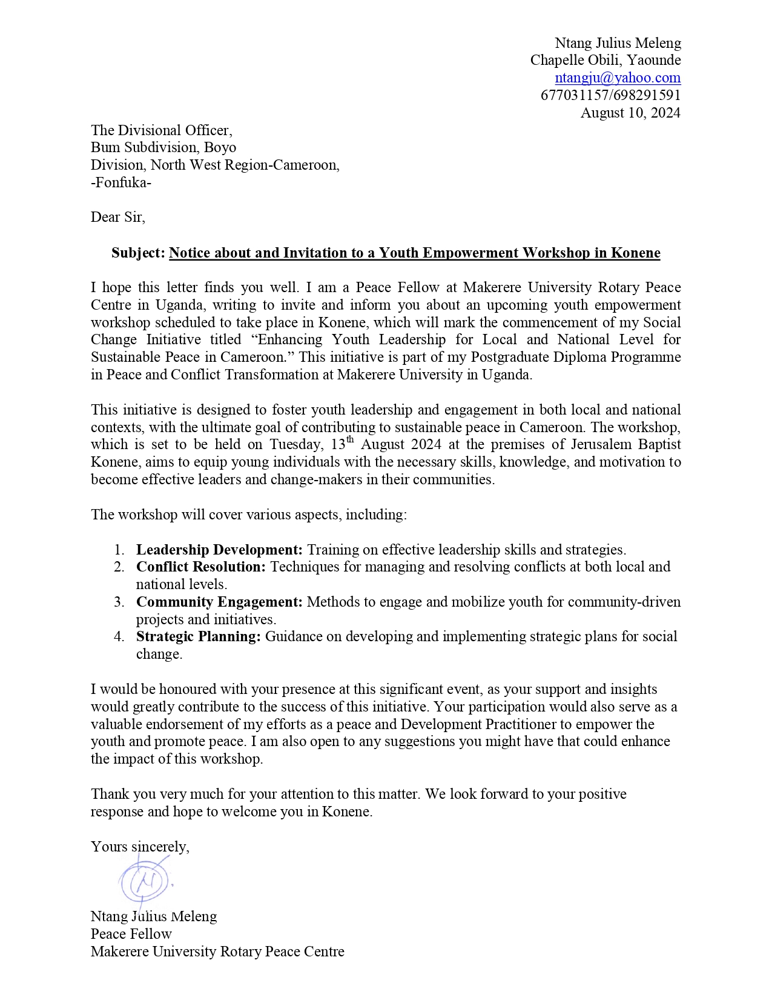 Ntang Julius Meleng
Chapelle Obili, Yaounde
ntangju@yahoo.com
677031157/698291591
August 10, 2024
The Divisional Officer,
Bum Subdivision, Boyo
Division, North West Region-Cameroon,
-Fonfuka-
Dear Sir,
Subject: Notice about and Invitation to a Youth Empowerment Workshop in Konene
I hope this letter finds you well. I am a Peace Fellow at Makerere University Rotary Peace
Centre in Uganda, writing to invite and inform you about an upcoming youth empowerment
workshop scheduled to take place in Konene, which will mark the commencement of my Social
Change Initiative titled “Enhancing Youth Leadership for Local and National Level for
Sustainable Peace in Cameroon.” This initiative is part of my Postgraduate Diploma Programme
in Peace and Conflict Transformation at Makerere University in Uganda.
This initiative is designed to foster youth leadership and engagement in both local and national
contexts, with the ultimate goal of contributing to sustainable peace in Cameroon. The workshop,
which is set to be held on Tuesday, 13th August 2024 at the premises of Jerusalem Baptist
Konene, aims to equip young individuals with the necessary skills, knowledge, and motivation to
become effective leaders and change-makers in their communities.
The workshop will cover various aspects, including:
1. Leadership Development: Training on effective leadership skills and strategies.
2. Conflict Resolution: Techniques for managing and resolving conflicts at both local and
national levels.
3. Community Engagement: Methods to engage and mobilize youth for community-driven
projects and initiatives.
4. Strategic Planning: Guidance on developing and implementing strategic plans for social
change.
I would be honoured with your presence at this significant event, as your support and insights
would greatly contribute to the success of this initiative. Your participation would also serve as a
valuable endorsement of my efforts as a peace and Development Practitioner to empower the
youth and promote peace. I am also open to any suggestions you might have that could enhance
the impact of this workshop.
Thank you very much for your attention to this matter. We look forward to your positive
response and hope to welcome you in Konene.
Yours sincerely,
Ntang Julius Meleng
Peace Fellow
Makerere University Rotary Peace Centre